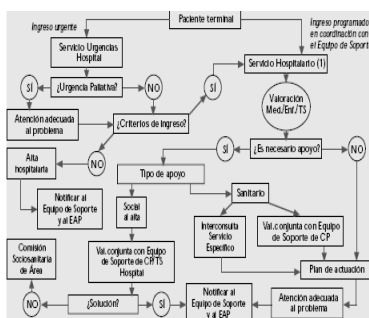 Paciente terminal
Ingreso urgente
Ingreso programado
en coordinación con
el Equipo de Soporte
Servicio Urgencias
Hospital
Servicio Hospitalario (1)
¿Urgencia Paliativa?
SÍ
NO
SÍ
Valoración
Med./Enf./TS
Atención adecuada
al problema
¿Criterios de Ingreso?
Alta
hospitalaria
NO
SÍ
¿Es necesario apoyo?
NO
Tipo de apoyo
Notificar al
Equipo de Soporte
y al EAP
Social
al alta
Sanitario
Interconsulta
Servicio
Específico
Val. conjunta con Equipo
de Soporte de CP
Comisión
Sociosanitaria
de Área
Val. conjunta con Equipo
de Soporte de CP/TS
Hospital
Plan de actuación
NO
¿Solución?
SÍ
Notificar al
Equipo de Soporte
y al EAP
Atención adecuada
al problema